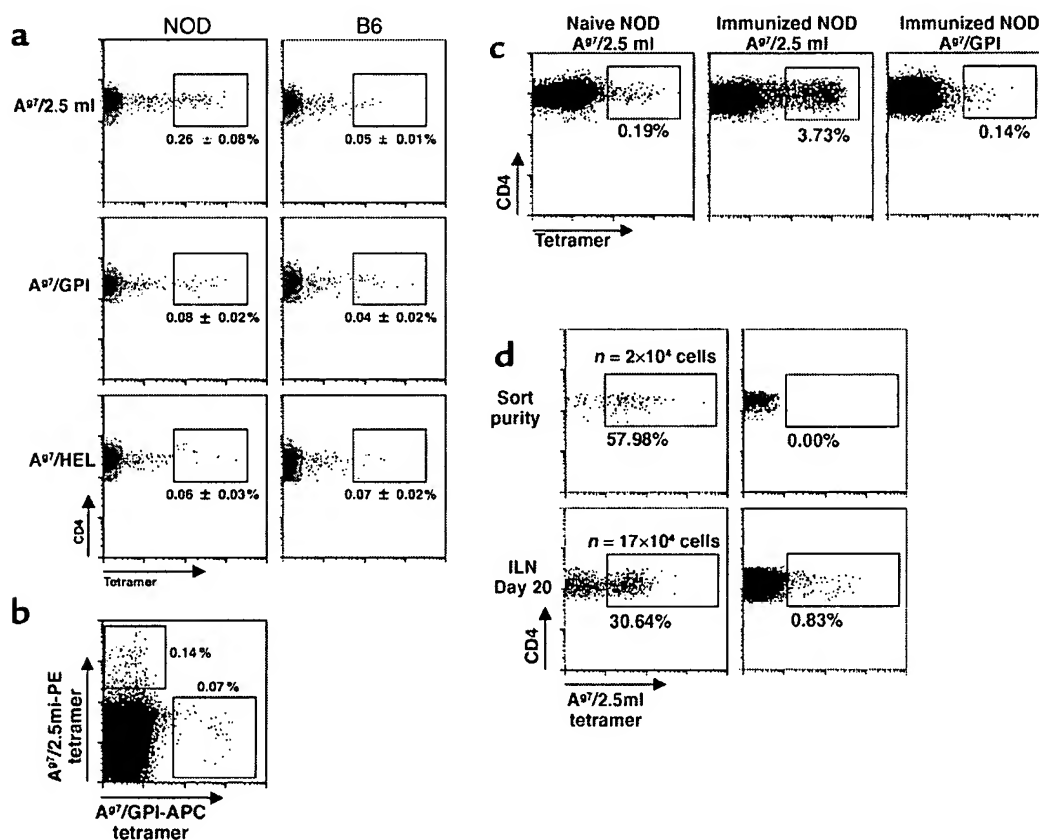 a
NOD
B6
Aᵍ⁷/2.5 mI
0.26 ± 0.08%
0.05 ± 0.01%
Aᵍ⁷/GPI
0.08 ± 0.02%
0.04 ± 0.02%
Aᵍ⁷/HEL
0.06 ± 0.03%
0.07 ± 0.02%
CD4
Tetramer
b
0.14%
0.07%
Aᵍ⁷/2.5mi-PE
tetramer
Aᵍ⁷/GPI-APC
tetramer
c
Naive NOD
Aᵍ⁷/2.5 mI
Immunized NOD
Aᵍ⁷/2.5 mI
Immunized NOD
Aᵍ⁷/GPI
0.19%
3.73%
0.14%
CD4
Tetramer
d
Sort
purity
n = 2×10⁴ cells
57.98%
0.00%
ILN
Day 20
n = 17×10⁴ cells
30.64%
0.83%
CD4
Aᵍ⁷/2.5mI
tetramer